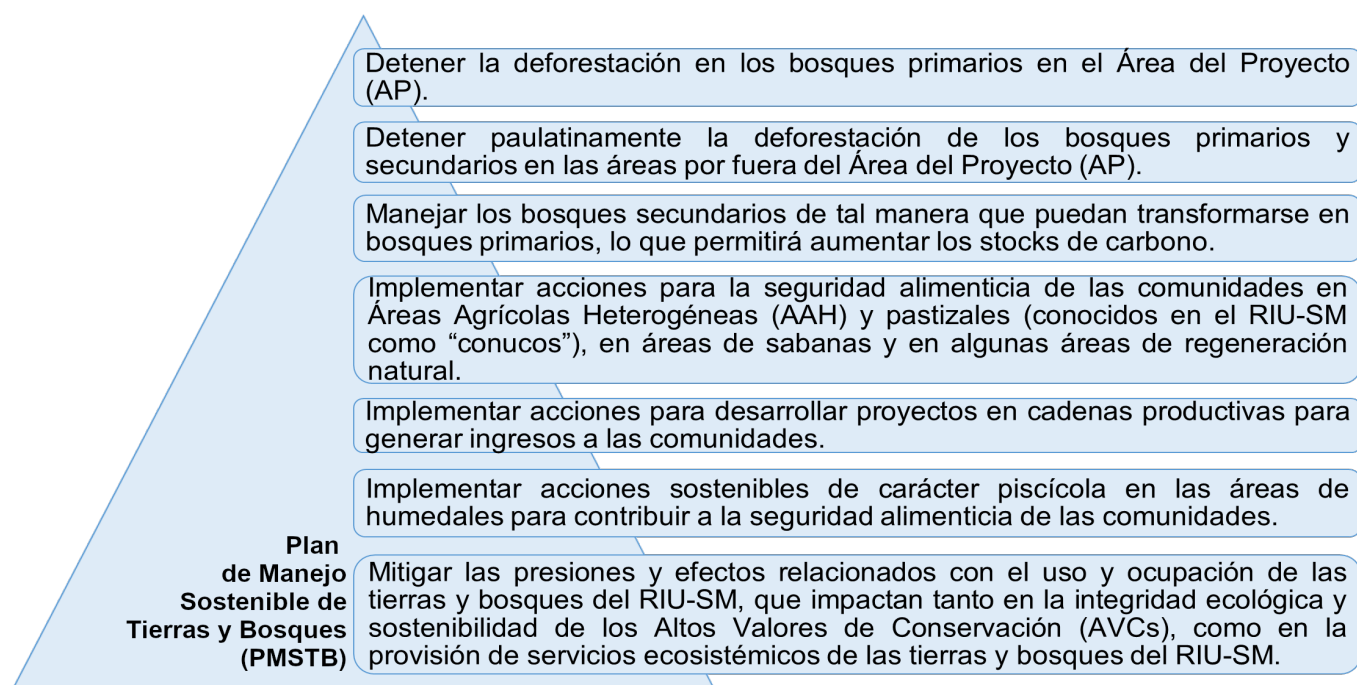 Detener la deforestación en los bosques primarios en el Área del Proyecto
(AP).
Detener paulatinamente la deforestación de los bosques primarios y
secundarios en las áreas por fuera del Área del Proyecto (AP).
Manejar los bosques secundarios de tal manera que puedan transformarse en
bosques primarios, lo que permitirá aumentar los stocks de carbono.
Implementar acciones para la seguridad alimenticia de las comunidades en
Áreas Agrícolas Heterogéneas (AAH) y pastizales (conocidos en el RIU-SM
como “conucos”), en áreas de sabanas y en algunas áreas de regeneración
natural.
Implementar acciones para desarrollar proyectos en cadenas productivas para
generar ingresos a las comunidades.
Implementar acciones sostenibles de carácter piscícola en las áreas de
humedales para contribuir a la seguridad alimenticia de las comunidades.
Plan
de Manejo
Sostenible de
Tierras y Bosques
(PMSTB)
Mitigar las presiones y efectos relacionados con el uso y ocupación de las
tierras y bosques del RIU-SM, que impactan tanto en la integridad ecológica y
sostenibilidad de los Altos Valores de Conservación (AVCs), como en la
provisión de servicios ecosistémicos de las tierras y bosques del RIU-SM.